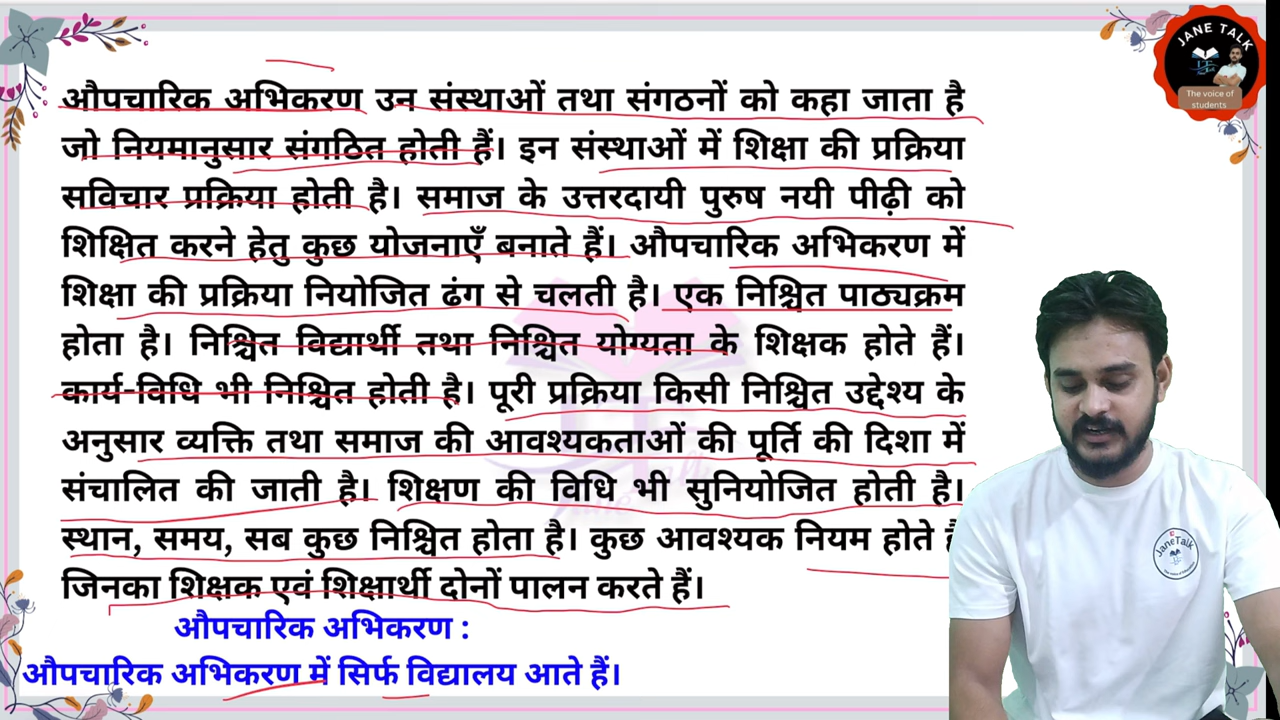 औपचारिक अभिकरण उन संस्थाओं तथा संगठनों को कहा जाता है
जो नियमानुसार संगठित होती हैं। इन संस्थाओं में शिक्षा की प्रक्रिया
सविचार प्रक्रिया होती है। समाज के उत्तरदायी पुरुष नयी पीढ़ी को
शिक्षित करने हेतु कुछ योजनाएँ बनाते हैं। औपचारिक अभिकरण में
शिक्षा की प्रक्रिया नियोजित ढंग से चलती है। एक निश्चित पाठ्यक्रम
होता है। निश्चित विद्यार्थी तथा निश्चित योग्यता के शिक्षक होते हैं।
कार्य-विधि भी निश्चित होती है। पूरी प्रक्रिया किसी निश्चित उद्देश्य के
अनुसार व्यक्ति तथा समाज की आवश्यकताओं की पूर्ति की दिशा में
संचालित की जाती है। शिक्षण की विधि भी सुनियोजित होती है।
स्थान, समय, सब कुछ निश्चित होता है। कुछ आवश्यक नियम होते
जिनका शिक्षक एवं शिक्षार्थी दोनों पालन करते हैं।
औपचारिक अभिकरण :
औपचारिक अभिकरण में सिर्फ विद्यालय आते हैं।
JANE TALK
The voice of
students
JaneTalk